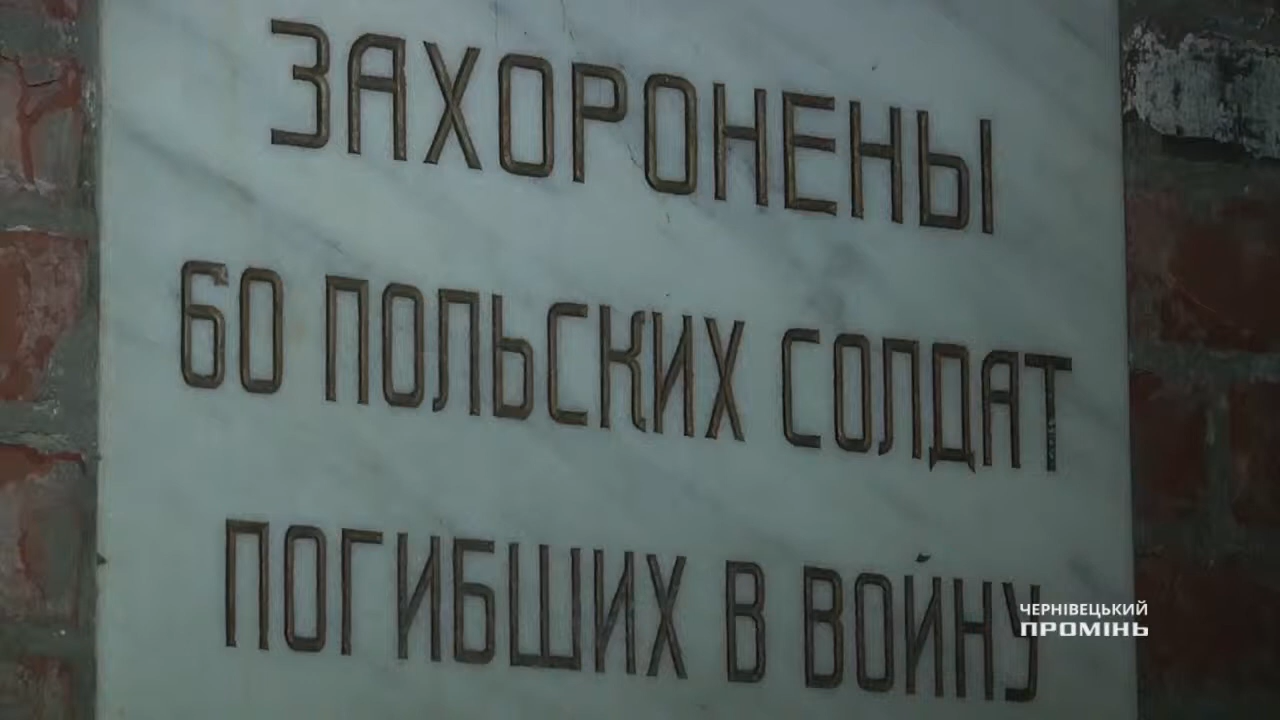 ЗАХОРОНЕНЫ
60 ПОЛЬСКИХ СОЛДАТ
ПОГИБШИХ В ВОЙНУ
ЧЕРНІВЕЦЬКИЙ
ПРОМІНЬ